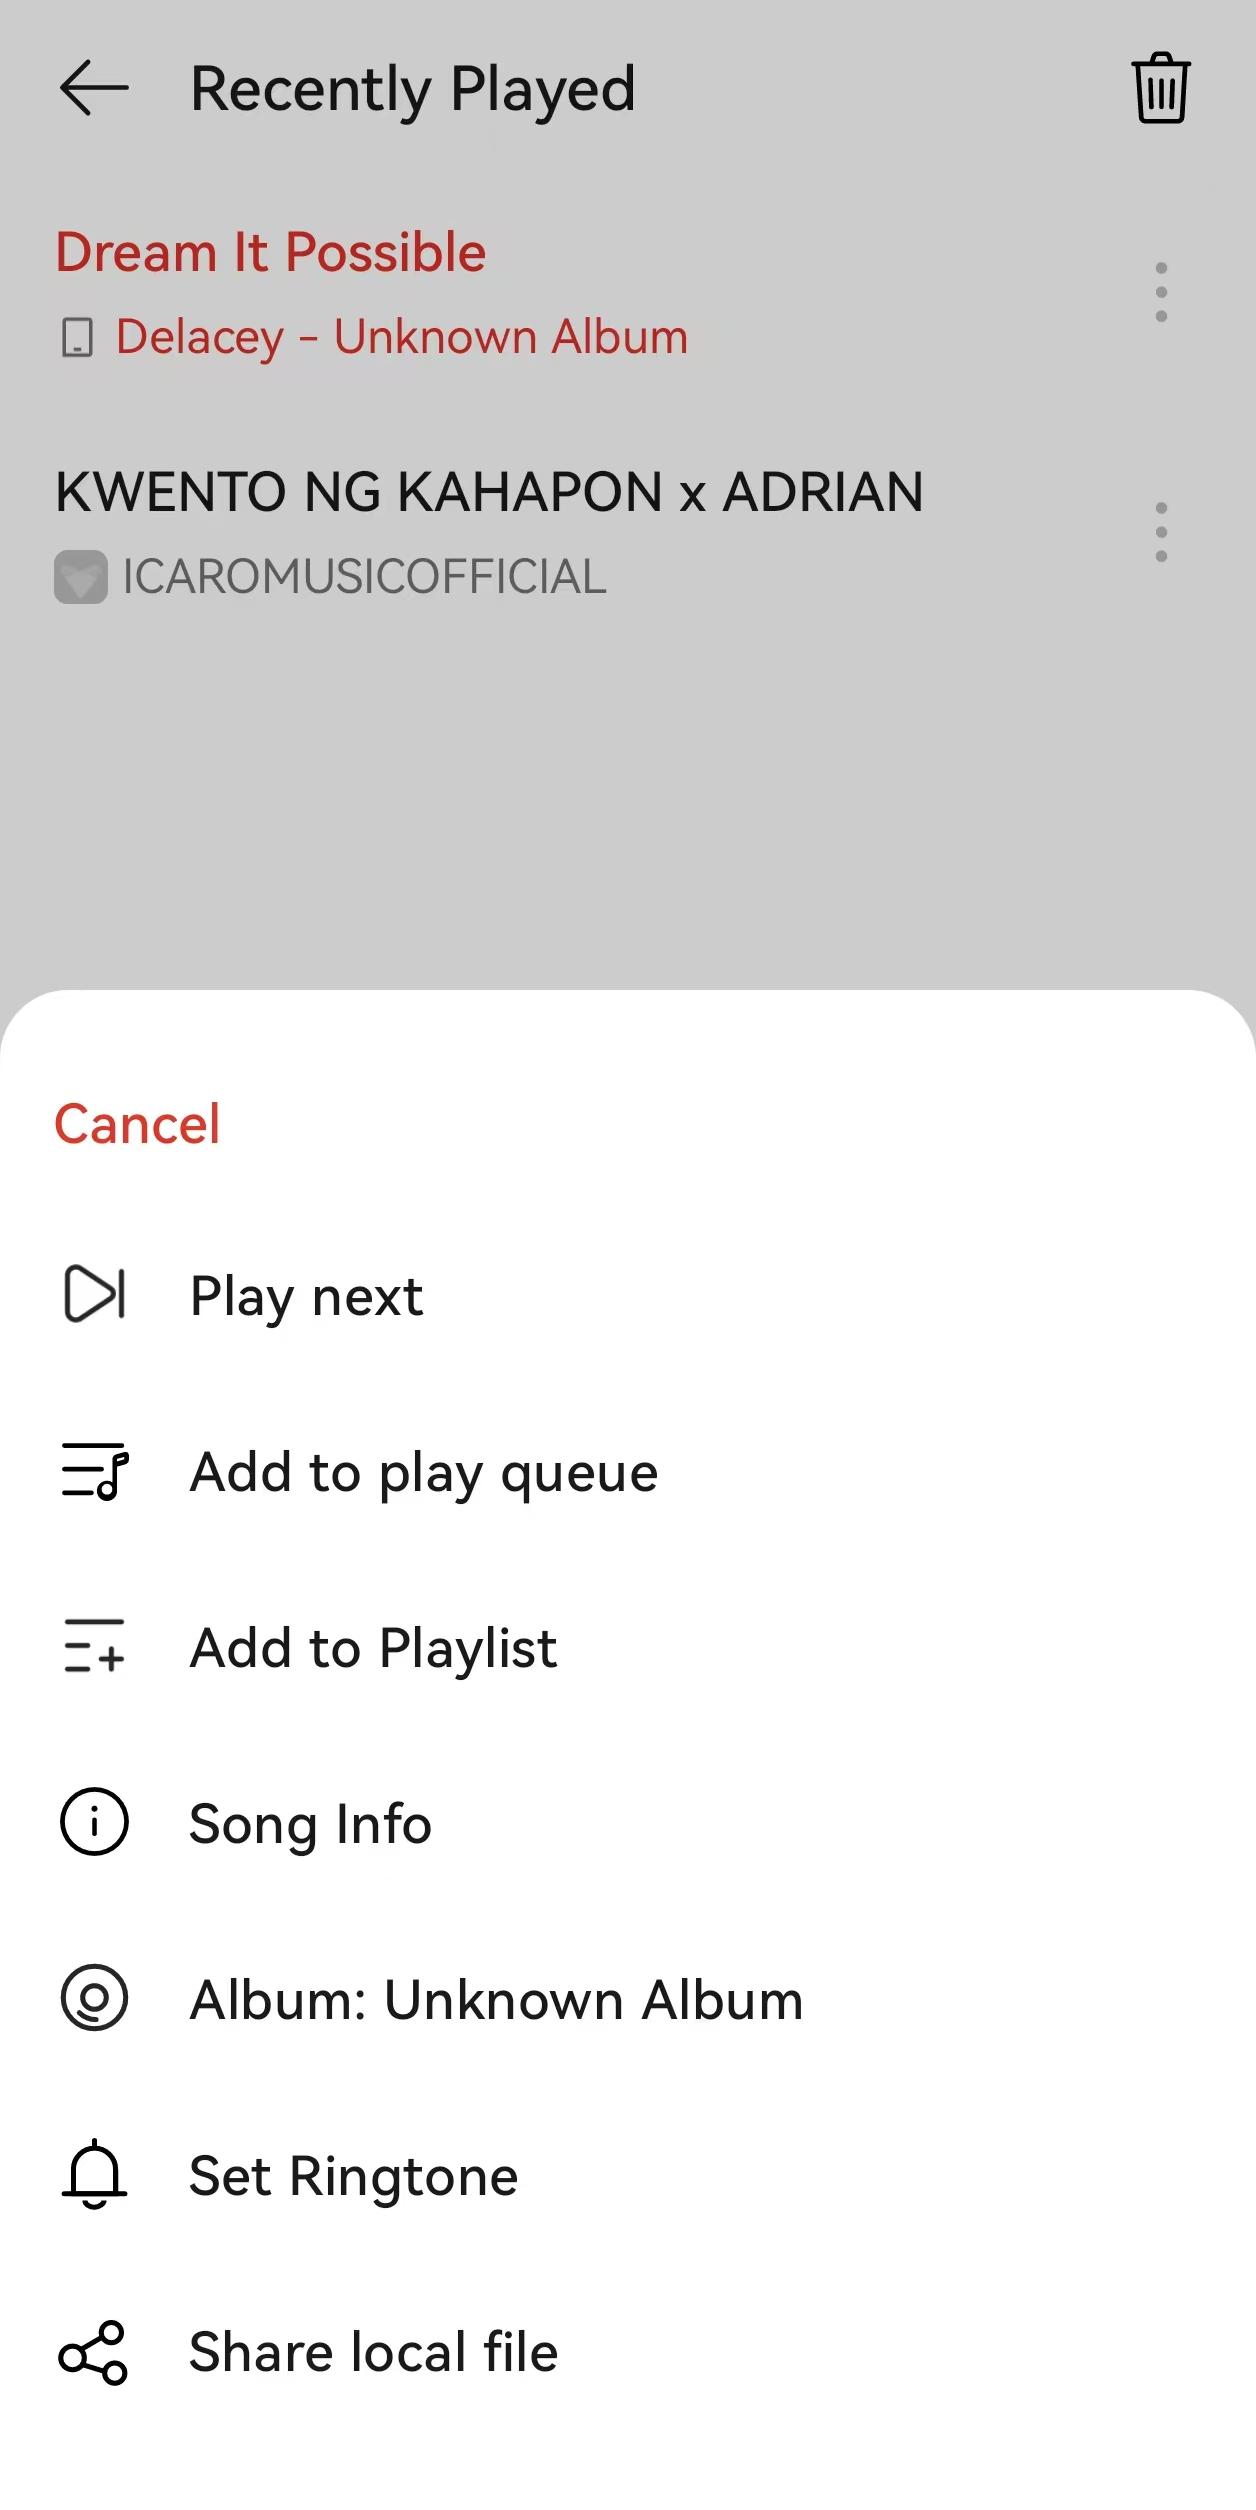 Recently Played
Dream It Possible
Delacey - Unknown Album
KWENTO NG KAHAPON x ADRIAN
ICAROMUSICOFFICIAL
Cancel
Play next
Add to play queue
Add to Playlist
Song Info
Album: Unknown Album
Set Ringtone
Share local file